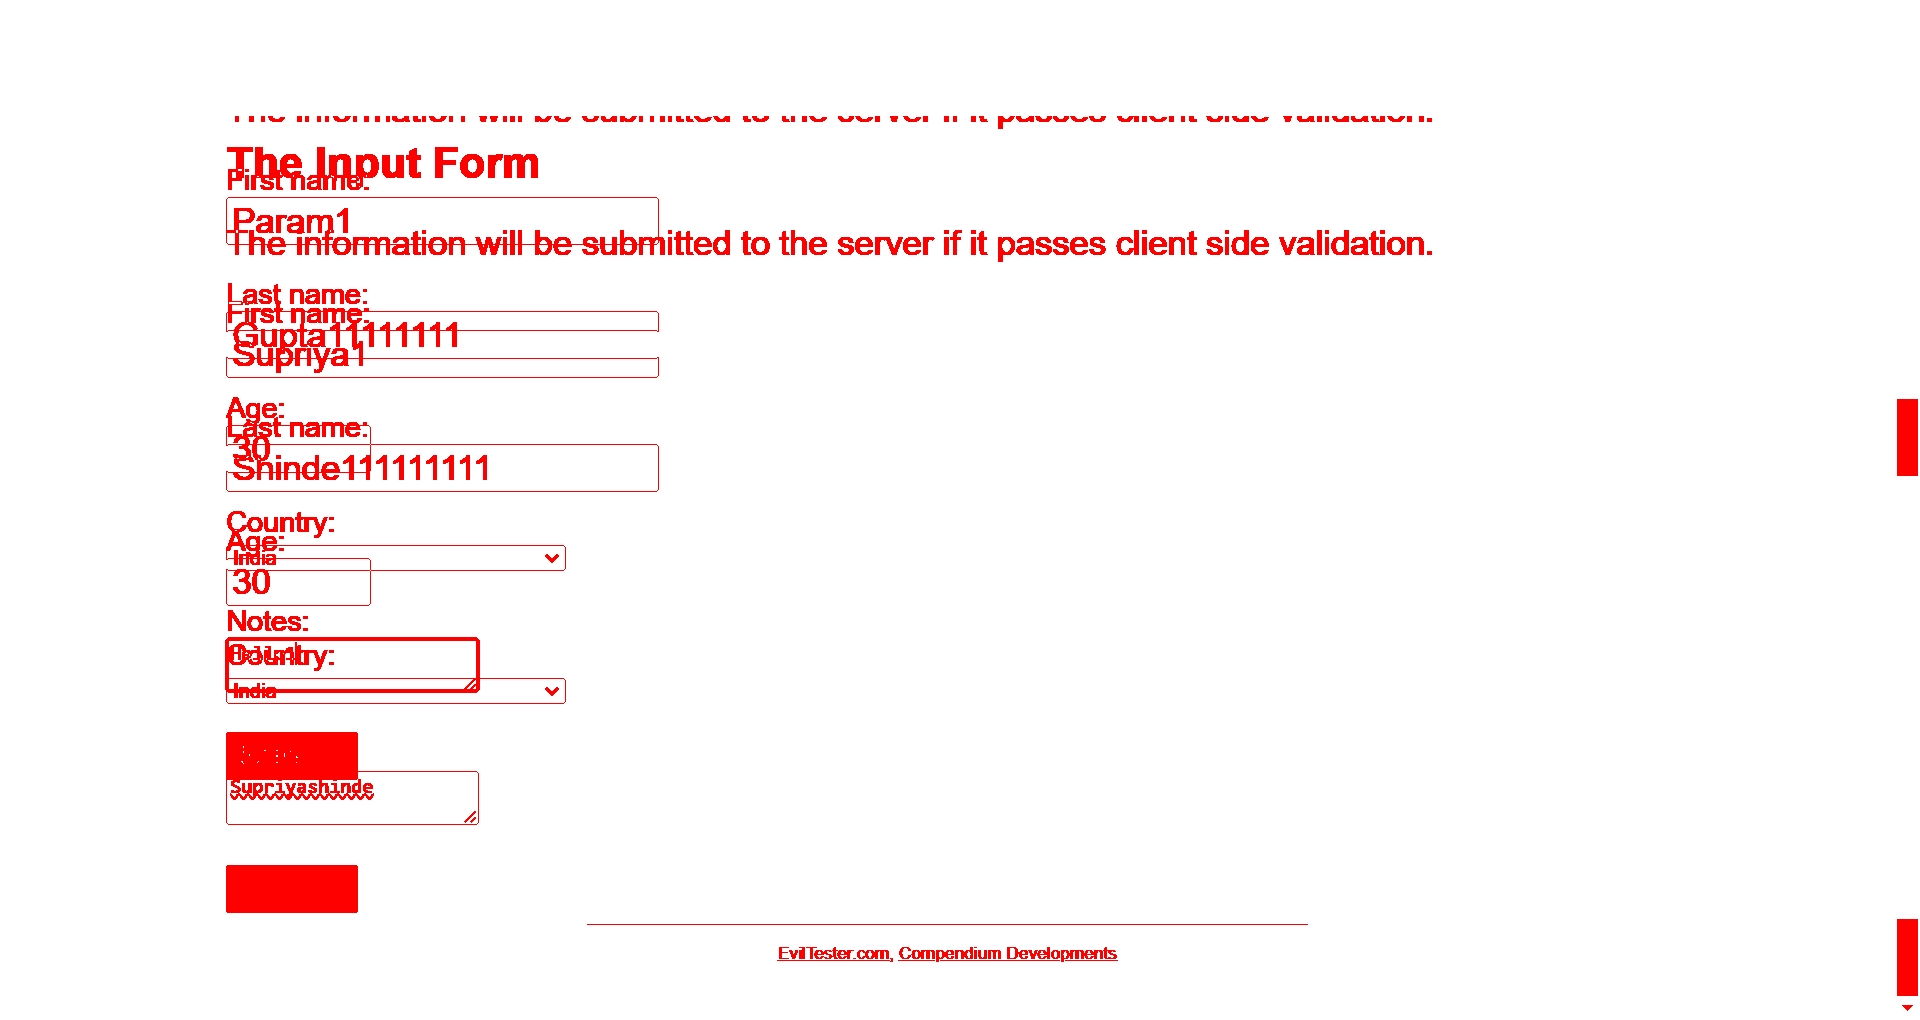 The information will be submitted to the server if it passes client side validation.
The Input Form
First name:
Param1
The information will be submitted to the server if it passes client side validation.
Last name:
First name:
Gupta11111111
Supriya1
Age:
Last name:
30
Shinde111111111
Country:
Age:
India
30
Notes:
Country:
India
Supriyashinde
EvilTester.com, Compendium Developments